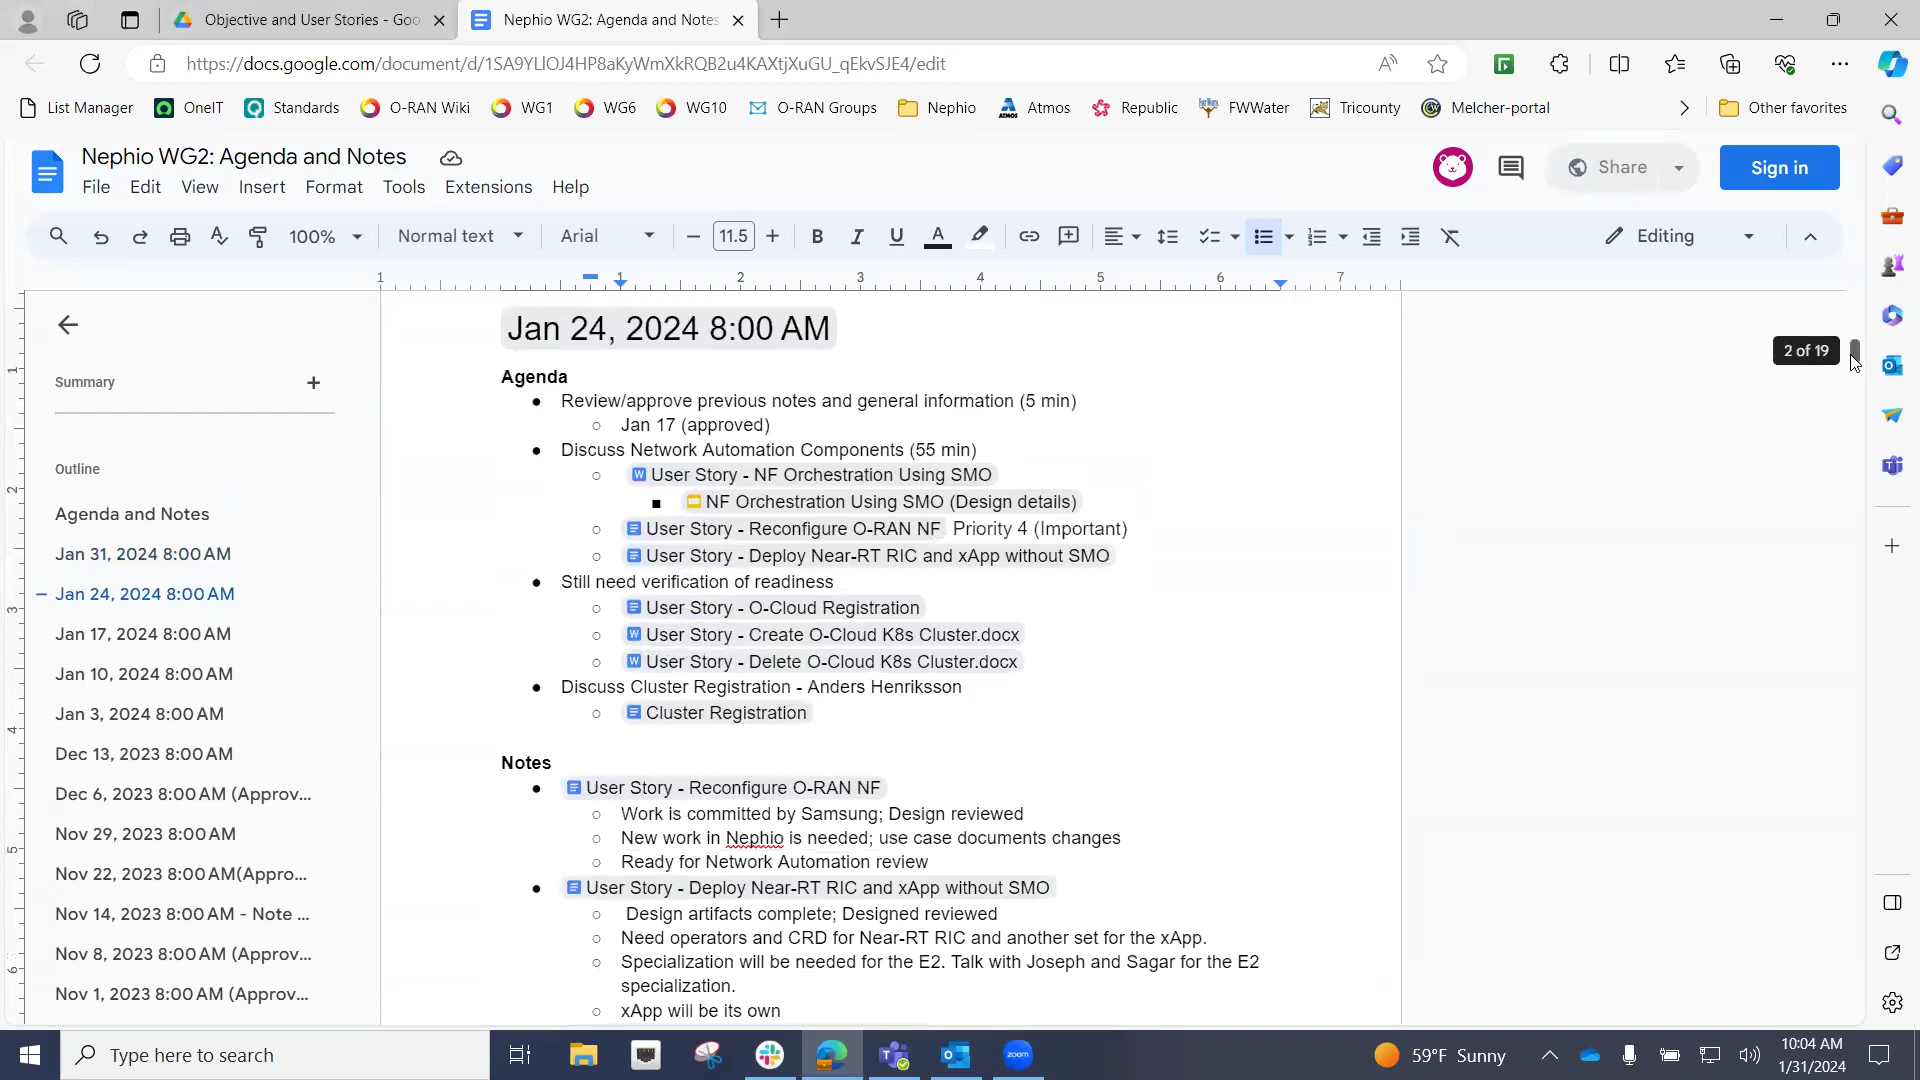 Objective and User Stories - Goo
Nephio WG2: Agenda and Notes
https://docs.google.com/document/d/1SA9YLlOJ4HP8aKyWmXkRQB2u4KAXtjXuGU_qEkvSJE4/edit
List Manager
OneIT
Standards
O-RAN Wiki
WG1
WG6
WG10
O-RAN Groups
Nephio
Atmos
Republic
FWWater
Tricounty
Melcher-portal
Other favorites
Nephio WG2: Agenda and Notes
Share
Sign in
File Edit View Insert Format Tools Extensions Help
100% Normal text Arial 11.5 Editing
1 1 2 3 4 5 6 7
Summary
Outline
Agenda and Notes
Jan 31, 2024 8:00 AM
Jan 24, 2024 8:00 AM
Jan 17, 2024 8:00 AM
Jan 10, 2024 8:00 AM
Jan 3, 2024 8:00 AM
Dec 13, 2023 8:00 AM
Dec 6, 2023 8:00 AM (Approv...
Nov 29, 2023 8:00 AM
Nov 22, 2023 8:00 AM(Appro...
Nov 14, 2023 8:00 AM - Note ...
Nov 8, 2023 8:00 AM (Approv...
Nov 1, 2023 8:00 AM (Approv...
1
2
3
4
5
6
Jan 24, 2024 8:00 AM
2 of 19
Agenda
Review/approve previous notes and general information (5 min)
Jan 17 (approved)
Discuss Network Automation Components (55 min)
User Story - NF Orchestration Using SMO
NF Orchestration Using SMO (Design details)
User Story - Reconfigure O-RAN NF Priority 4 (Important)
User Story - Deploy Near-RT RIC and xApp without SMO
Still need verification of readiness
User Story - O-Cloud Registration
User Story - Create O-Cloud K8s Cluster.docx
User Story - Delete O-Cloud K8s Cluster.docx
Discuss Cluster Registration - Anders Henriksson
Cluster Registration
Notes
User Story - Reconfigure O-RAN NF
Work is committed by Samsung; Design reviewed
New work in Nephio is needed; use case documents changes
Ready for Network Automation review
User Story - Deploy Near-RT RIC and xApp without SMO
Design artifacts complete; Designed reviewed
Need operators and CRD for Near-RT RIC and another set for the xApp.
Specialization will be needed for the E2. Talk with Joseph and Sagar for the E2
specialization.
xApp will be its own
Type here to search
zoom
59°F Sunny
10:04 AM
1/31/2024